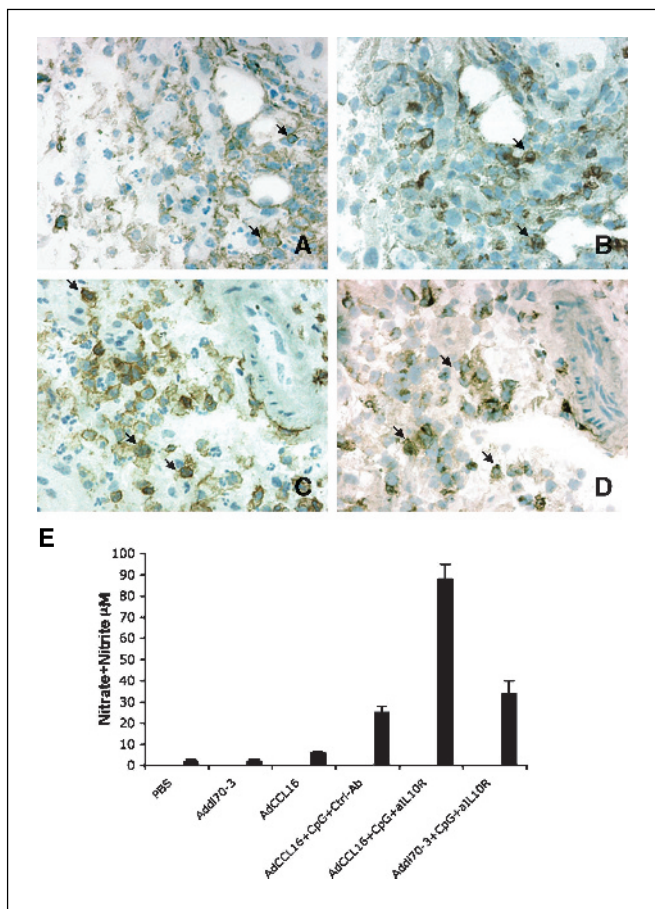 A
B
C
D
E
Nitrate+Nitrite µM
100
90
80
70
60
50
40
30
20
10
0
PBS
Addl70-3
AdCCL16
AdCCL16+CpG+Ctrl-Ab
AdCCL16+CpG+aIL10R
Addl70-3+CpG+aIL10R